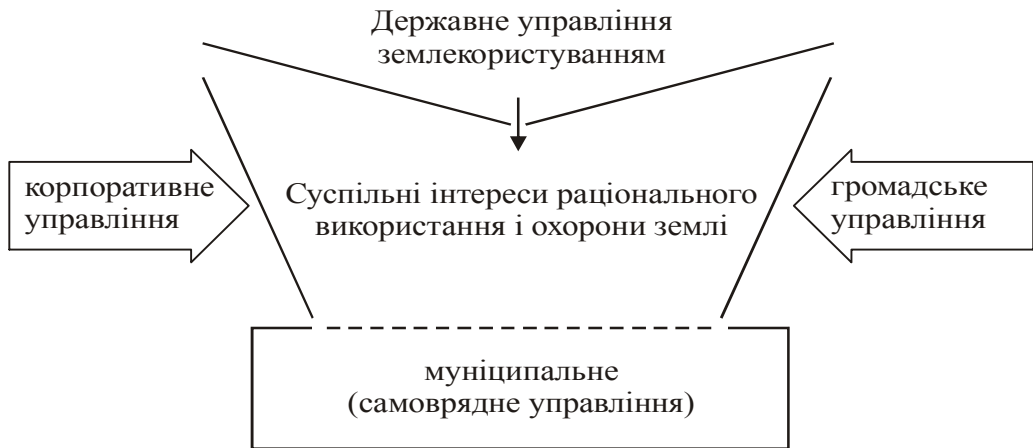 Державне управління
землекористуванням
корпоративне
управління
Суспільні інтереси раціонального
використання і охорони землі
громадське
управління
муніципальне
(самоврядне управління)